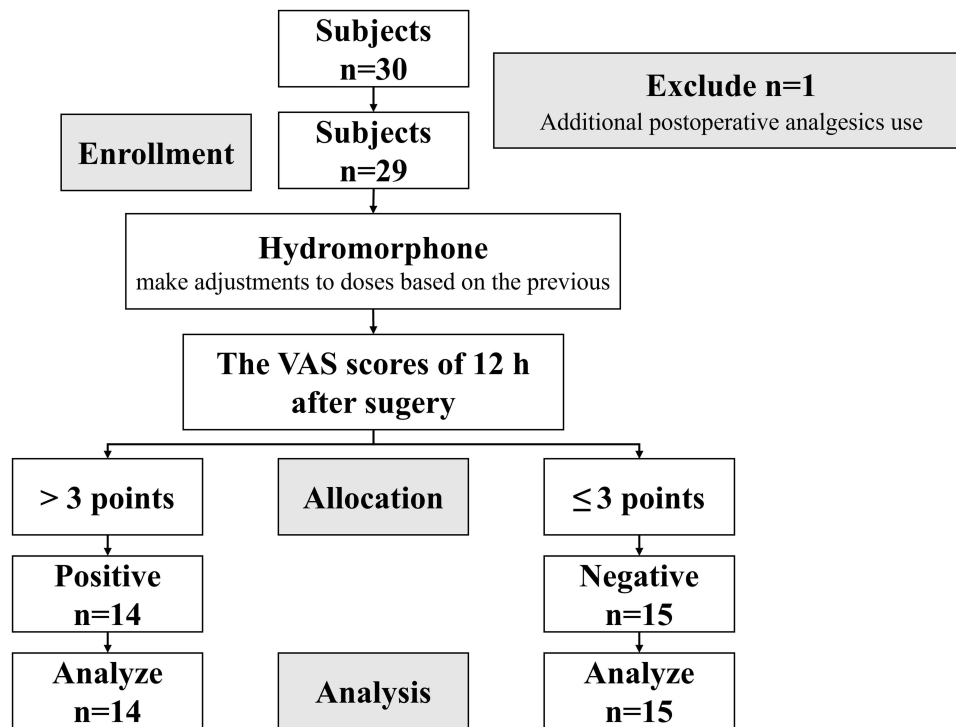 Subjects
n=30
Exclude n=1
Additional postoperative analgesics use
Enrollment
Subjects
n=29
Hydromorphone
make adjustments to doses based on the previous
The VAS scores of 12 h
after sugery
> 3 points
Allocation
≤ 3 points
Positive
n=14
Negative
n=15
Analyze
n=14
Analysis
Analyze
n=15